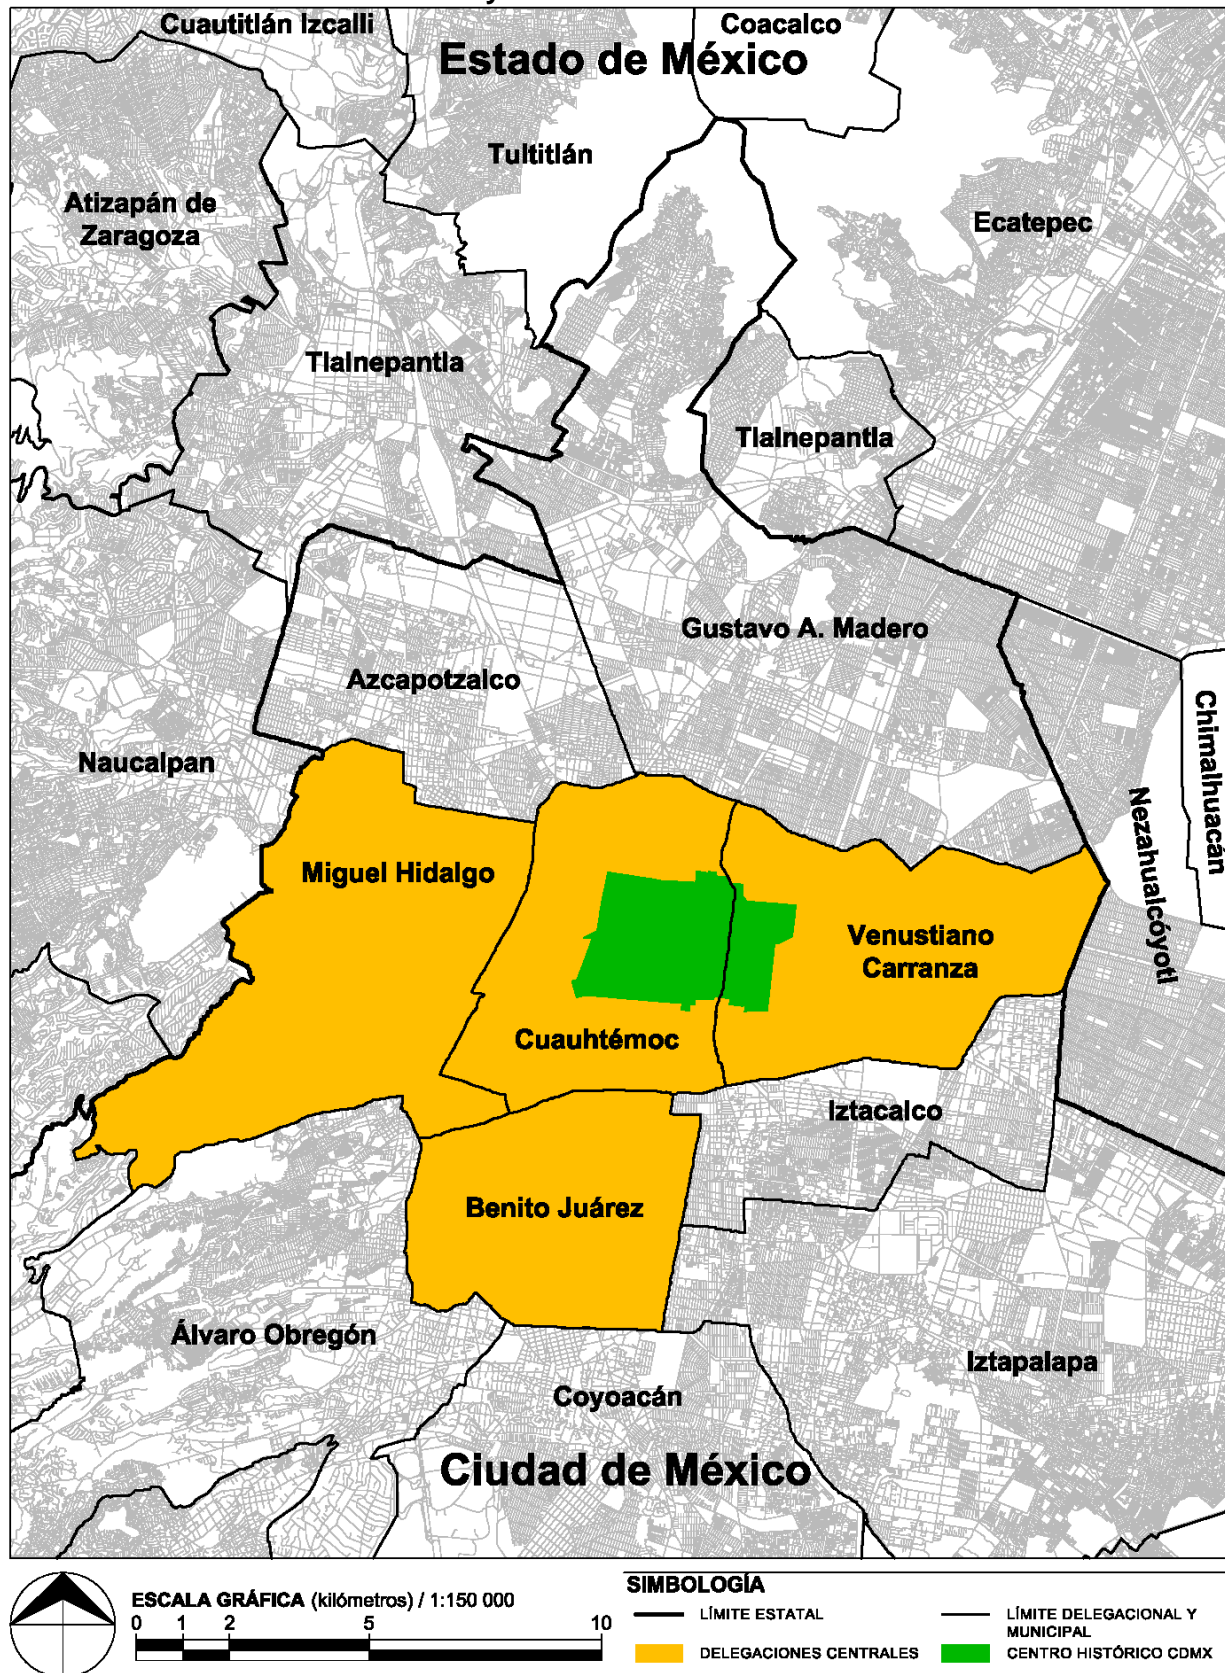 Cuautitlán Izcalli
Coacalco
Estado de México
Tultitlán
Atizapán de
Zaragoza
Ecatepec
Tlalnepantla
Tlalnepantla
Gustavo A. Madero
Azcapotzalco
Naucalpan
Chimalhuacán
Nezahualcóyotl
Miguel Hidalgo
Venustiano
Carranza
Cuauhtémoc
Iztacalco
Benito Juárez
Álvaro Obregón
Iztapalapa
Coyoacán
Ciudad de México
ESCALA GRÁFICA (kilómetros) / 1:150 000
0 1 2 5 10
SIMBOLOGÍA
LÍMITE ESTATAL
LÍMITE DELEGACIONAL Y
MUNICIPAL
DELEGACIONES CENTRALES
CENTRO HISTÓRICO CDMX